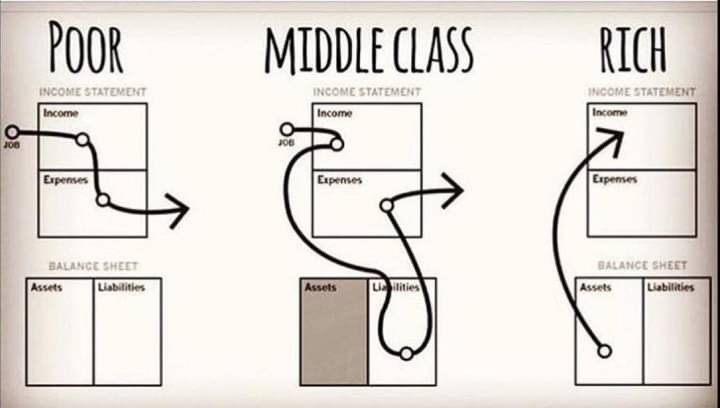 POOR
INCOME STATEMENT
Income
JOB
Expenses
BALANCE SHEET
Assets
Liabilities
MIDDLE CLASS
INCOME STATEMENT
Income
JOB
Expenses
Assets
Liabilities
RICH
INCOME STATEMENT
Income
Expenses
BALANCE SHEET
Assets
Liabilities